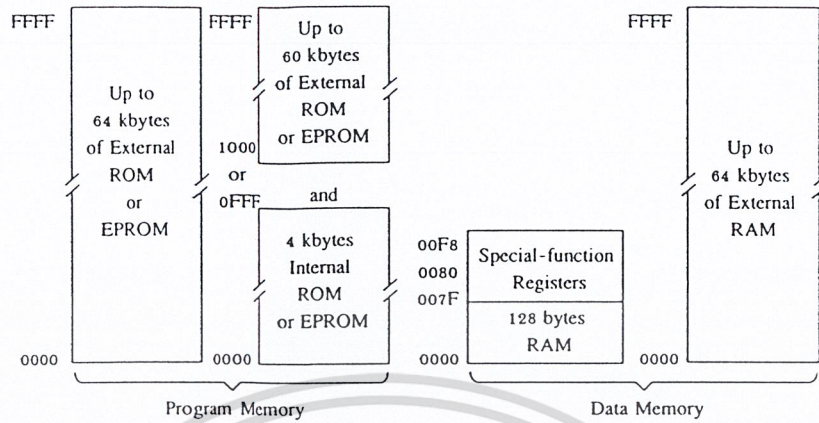 FFFF
Up to
64 kbytes
of External
ROM
or
EPROM
0000
FFFF
Up to
60 kbytes
of External
ROM
or EPROM
1000
or
0FFF
and
4 kbytes
Internal
ROM
or EPROM
0000
Program Memory
00F8
0080
007F
0000
Special-function
Registers
128 bytes
RAM
FFFF
Up to
64 kbytes
of External
RAM
0000
Data Memory